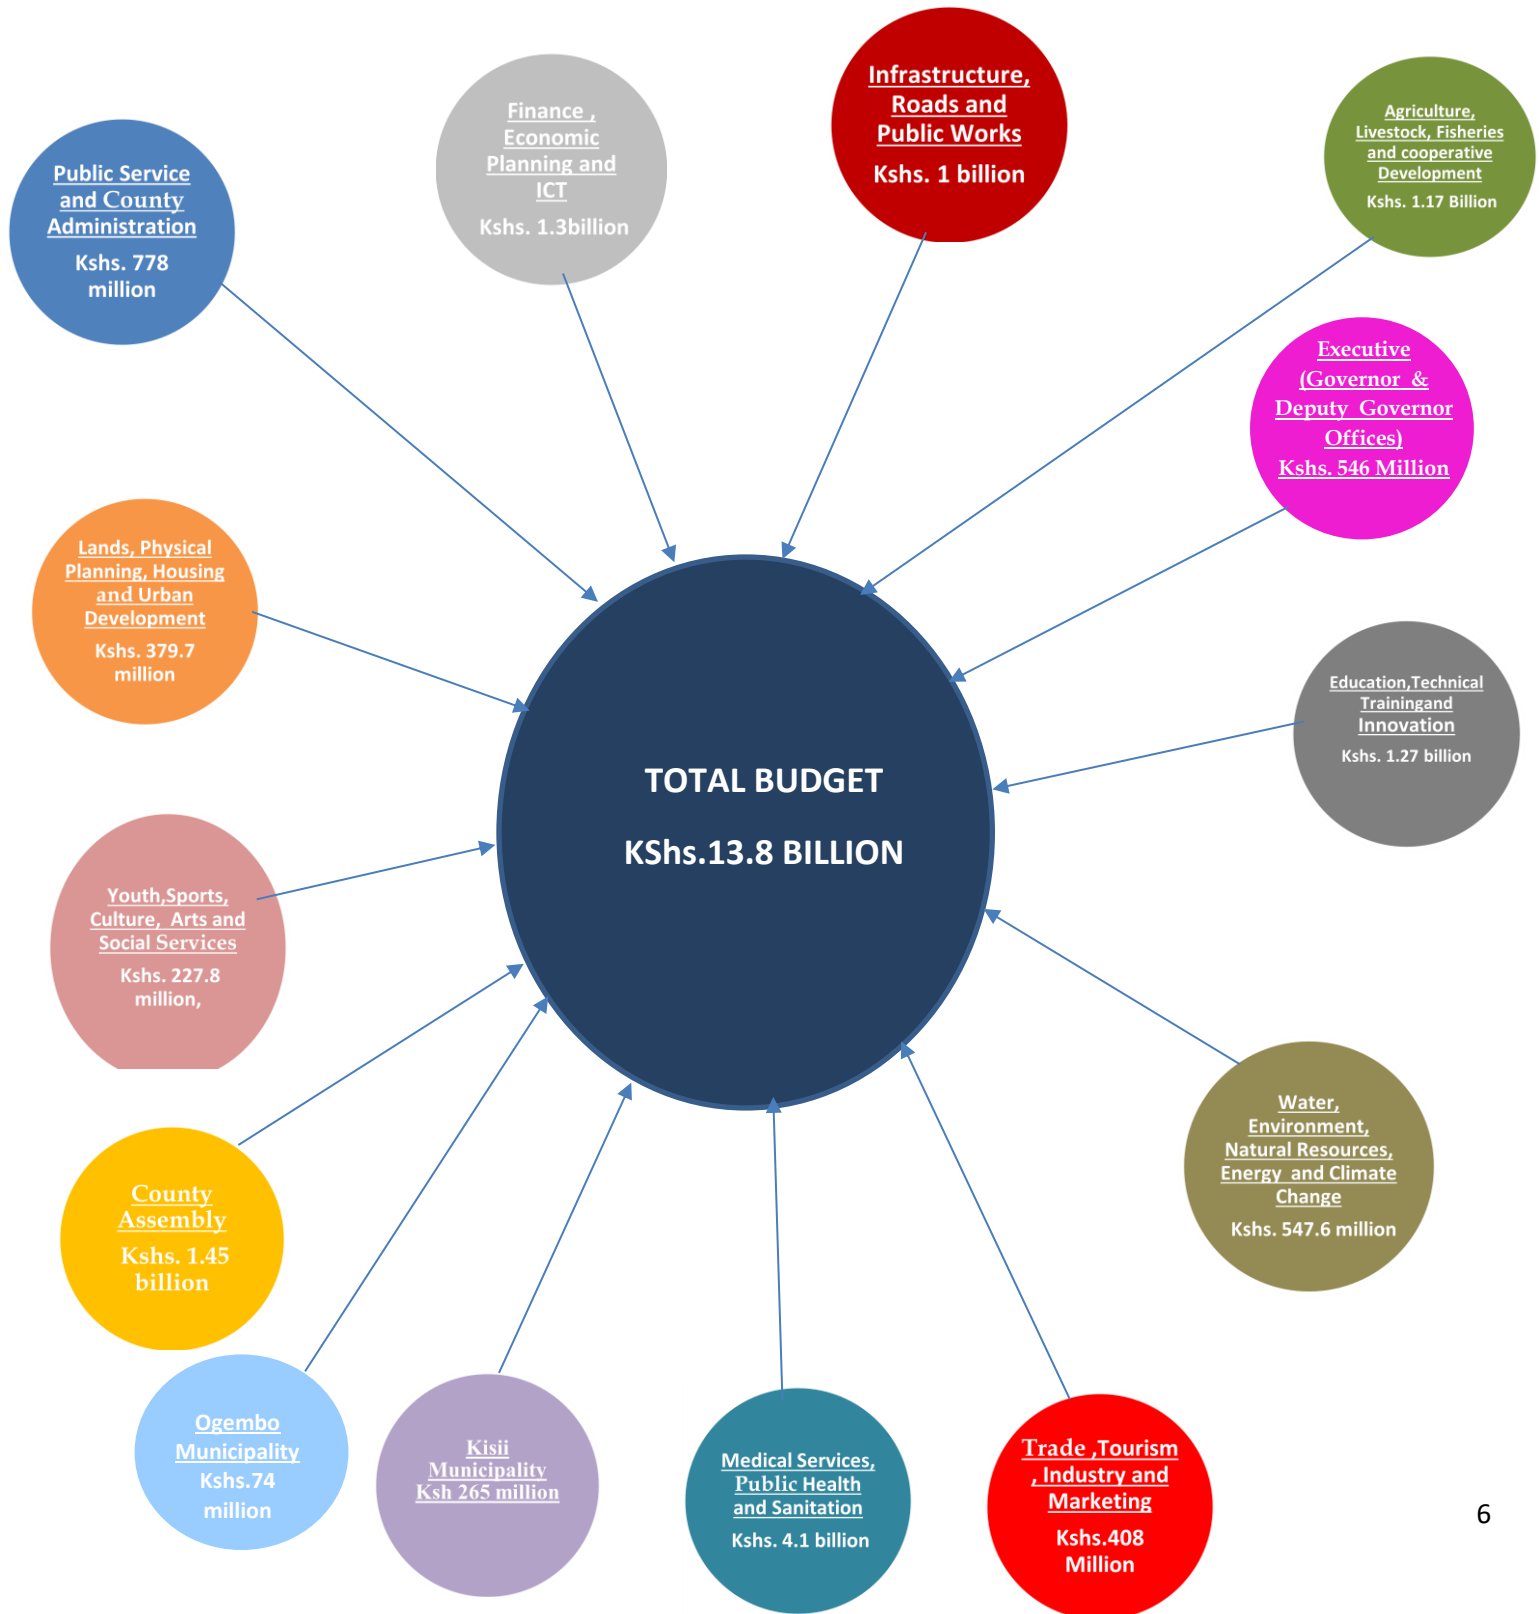 Infrastructure,
Roads and
Public Works
Kshs. 1 billion
Finance ,
Economic
Planning and
ICT
Kshs. 1.3billion
Agriculture,
Livestock, Fisheries
and cooperative
Development
Kshs. 1.17 Billion
Public Service
and County
Administration
Kshs. 778
million
Executive
(Governor &
Deputy Governor
Offices)
Kshs. 546 Million
Lands, Physical
Planning, Housing
and Urban
Development
Kshs. 379.7
million
Education,Technical
Trainingand
Innovation
Kshs. 1.27 billion
TOTAL BUDGET
KShs.13.8 BILLION
Youth,Sports,
Culture, Arts and
Social Services
Kshs. 227.8
million,
Water,
Environment,
Natural Resources,
Energy and Climate
Change
Kshs. 547.6 million
County
Assembly
Kshs. 1.45
billion
Ogembo
Municipality
Kshs.74
million
Kisii
Municipality
Ksh 265 million
Medical Services,
Public Health
and Sanitation
Kshs. 4.1 billion
Trade ,Tourism
, Industry and
Marketing
Kshs.408
Million
6